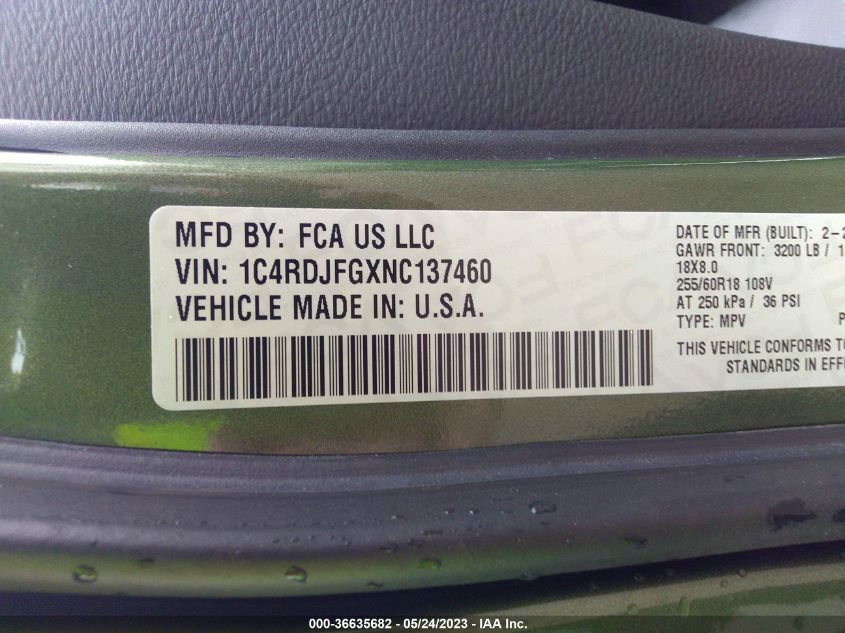 MFD BY: FCA US LLC
VIN: 1C4RDJFGXNC137460
VEHICLE MADE IN: U.S.A.
DATE OF MFR (BUILT): 2-2
GAWR FRONT: 3200 LB / 1
18X8.0
255/60R18 108V
AT 250 kPa / 36 PSI
TYPE: MPV P
THIS VEHICLE CONFORMS TO
STANDARDS IN EFF
000-36635682 - 05/24/2023 - IAA Inc.